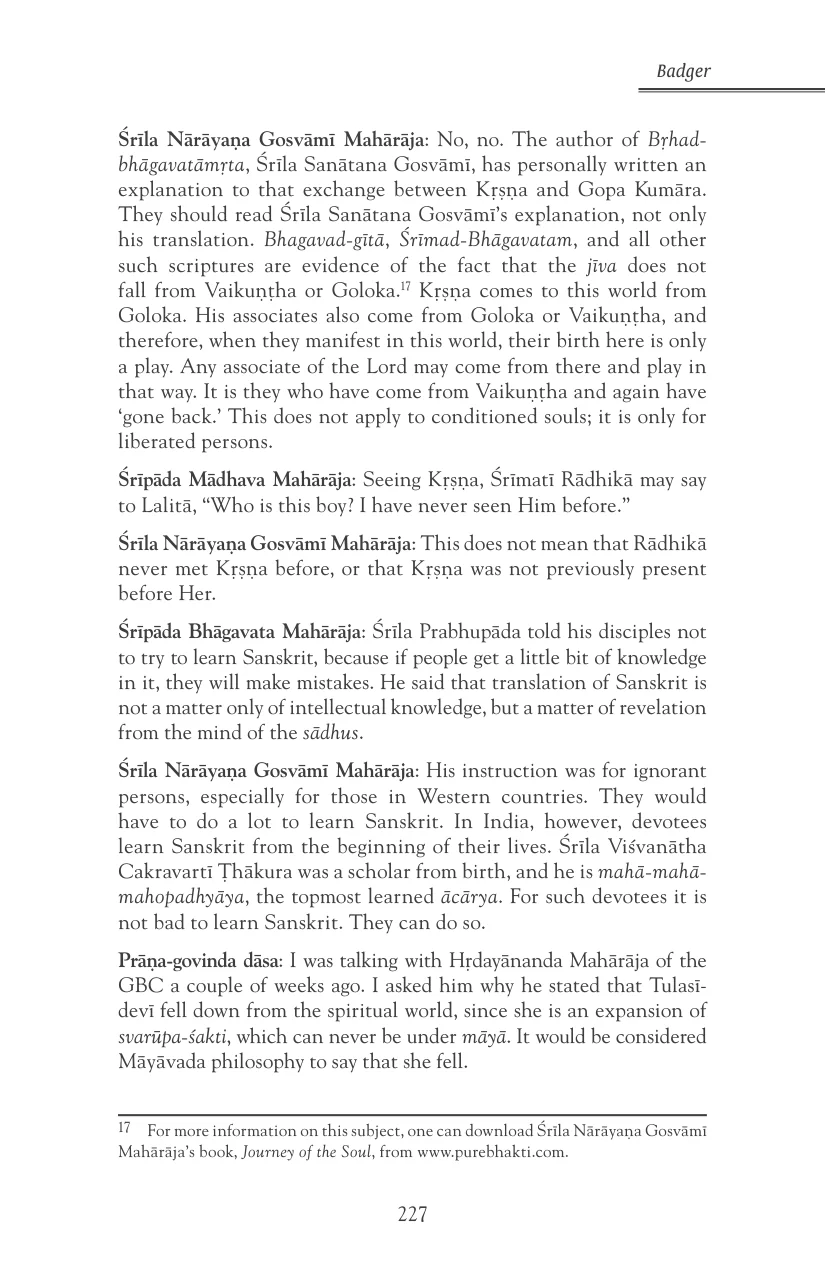 Badger
Śrīla Nārāyaṇa Gosvāmī Mahārāja: No, no. The author of Bṛhad-
bhāgavatāmṛta, Śrīla Sanātana Gosvāmī, has personally written an
explanation to that exchange between Kṛṣṇa and Gopa Kumāra.
They should read Śrīla Sanātana Gosvāmī’s explanation, not only
his translation. Bhagavad-gītā, Śrīmad-Bhāgavatam, and all other
such scriptures are evidence of the fact that the jīva does not
fall from Vaikuṇṭha or Goloka.17 Kṛṣṇa comes to this world from
Goloka. His associates also come from Goloka or Vaikuṇṭha, and
therefore, when they manifest in this world, their birth here is only
a play. Any associate of the Lord may come from there and play in
that way. It is they who have come from Vaikuṇṭha and again have
‘gone back.’ This does not apply to conditioned souls; it is only for
liberated persons.
Śrīpāda Mādhava Mahārāja: Seeing Kṛṣṇa, Śrīmatī Rādhikā may say
to Lalitā, “Who is this boy? I have never seen Him before.”
Śrīla Nārāyaṇa Gosvāmī Mahārāja: This does not mean that Rādhikā
never met Kṛṣṇa before, or that Kṛṣṇa was not previously present
before Her.
Śrīpāda Bhāgavata Mahārāja: Śrīla Prabhupāda told his disciples not
to try to learn Sanskrit, because if people get a little bit of knowledge
in it, they will make mistakes. He said that translation of Sanskrit is
not a matter only of intellectual knowledge, but a matter of revelation
from the mind of the sādhus.
Śrīla Nārāyaṇa Gosvāmī Mahārāja: His instruction was for ignorant
persons, especially for those in Western countries. They would
have to do a lot to learn Sanskrit. In India, however, devotees
learn Sanskrit from the beginning of their lives. Śrīla Viśvanātha
Cakravartī Ṭhākura was a scholar from birth, and he is mahā-mahā-
mahopadhyāya, the topmost learned ācārya. For such devotees it is
not bad to learn Sanskrit. They can do so.
Prāṇa-govinda dāsa: I was talking with Hṛdayānanda Mahārāja of the
GBC a couple of weeks ago. I asked him why he stated that Tulasī-
devī fell down from the spiritual world, since she is an expansion of
svarūpa-śakti, which can never be under māyā. It would be considered
Māyāvada philosophy to say that she fell.
17 For more information on this subject, one can download Śrīla Nārāyaṇa Gosvāmī
Mahārāja’s book, Journey of the Soul, from www.purebhakti.com.
227